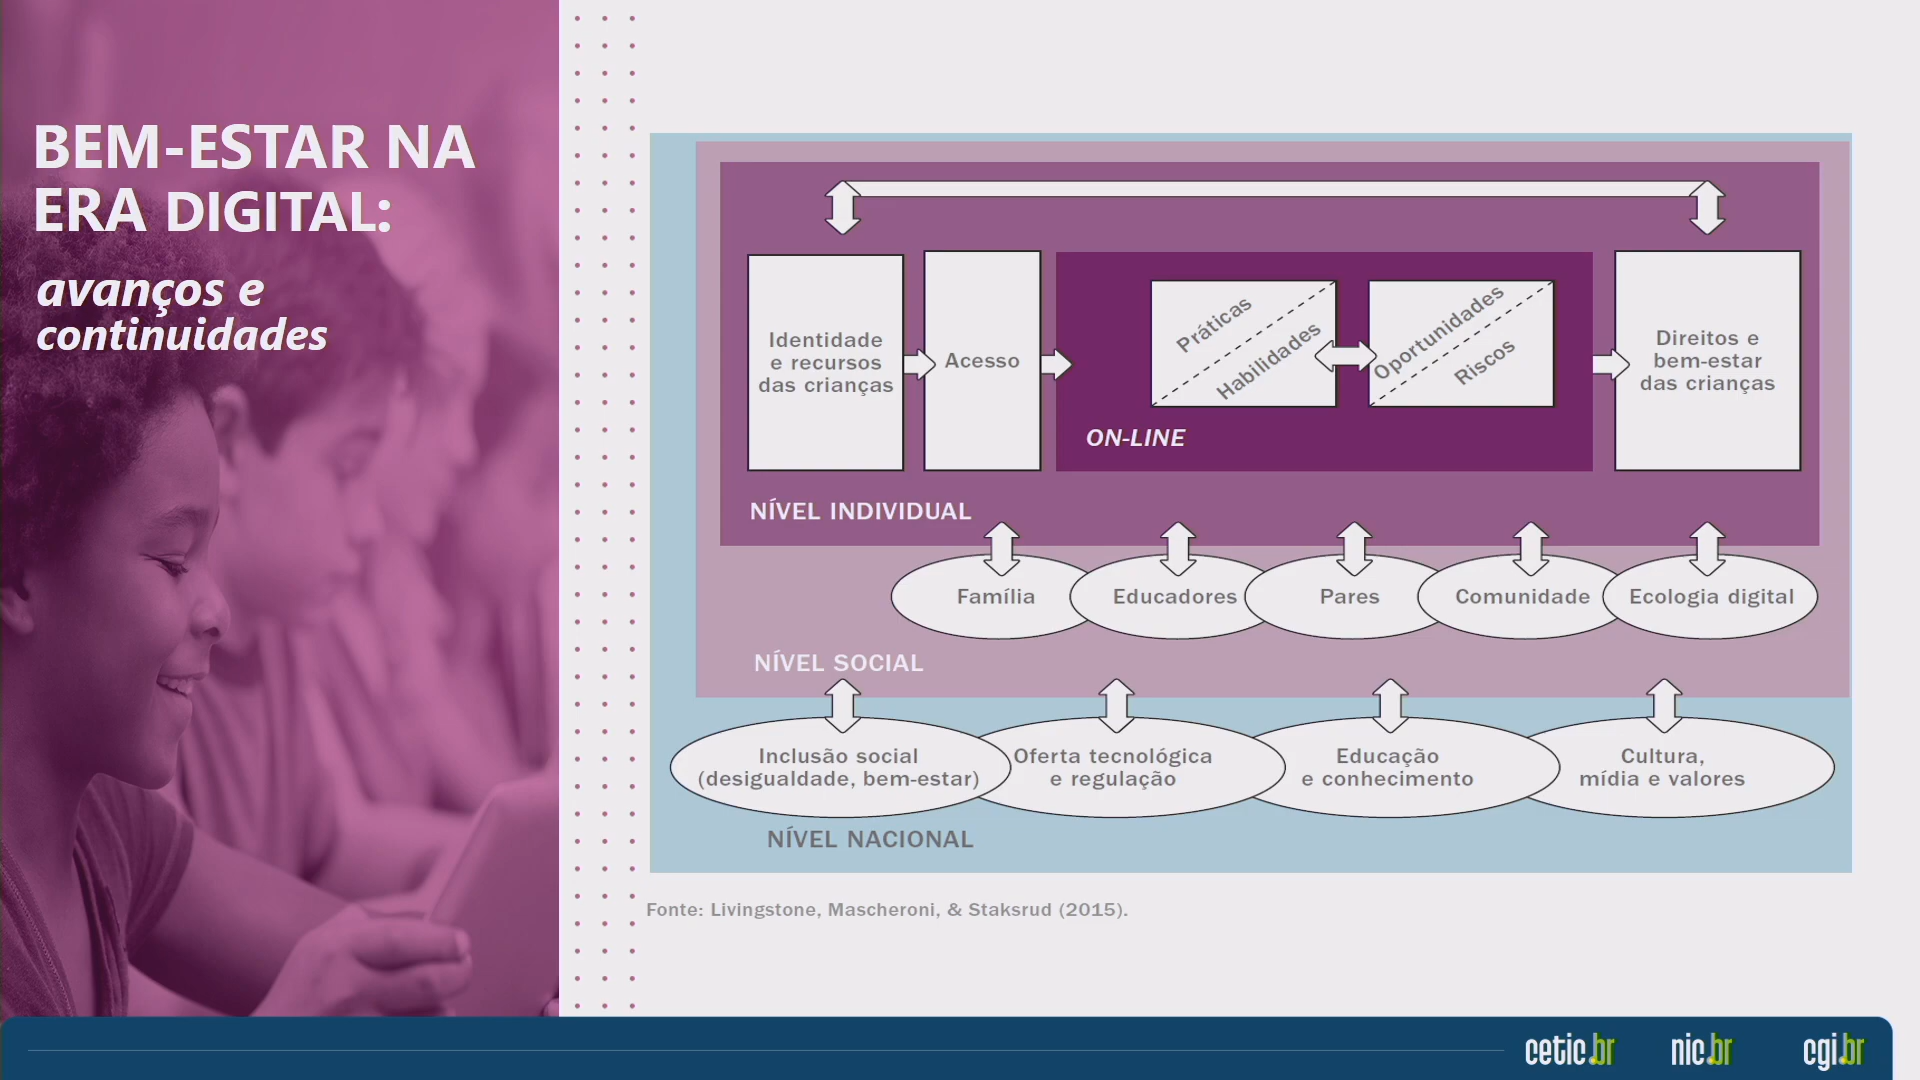 BEM-ESTAR NA
ERA DIGITAL:
avanços e
continuidades
Identidade
e recursos
das crianças
Acesso
Práticas
Habilidades
Oportunidades
Riscos
ON-LINE
Direitos e
bem-estar
das crianças
NÍVEL INDIVIDUAL
Família
Educadores
Pares
Comunidade
Ecologia digital
NÍVEL SOCIAL
Inclusão social
(desigualdade, bem-estar)
Oferta tecnológica
e regulação
Educação
e conhecimento
Cultura,
mídia e valores
NÍVEL NACIONAL
Fonte: Livingstone, Mascheroni, & Staksrud (2015).
cetic.br nic.br cgi.br